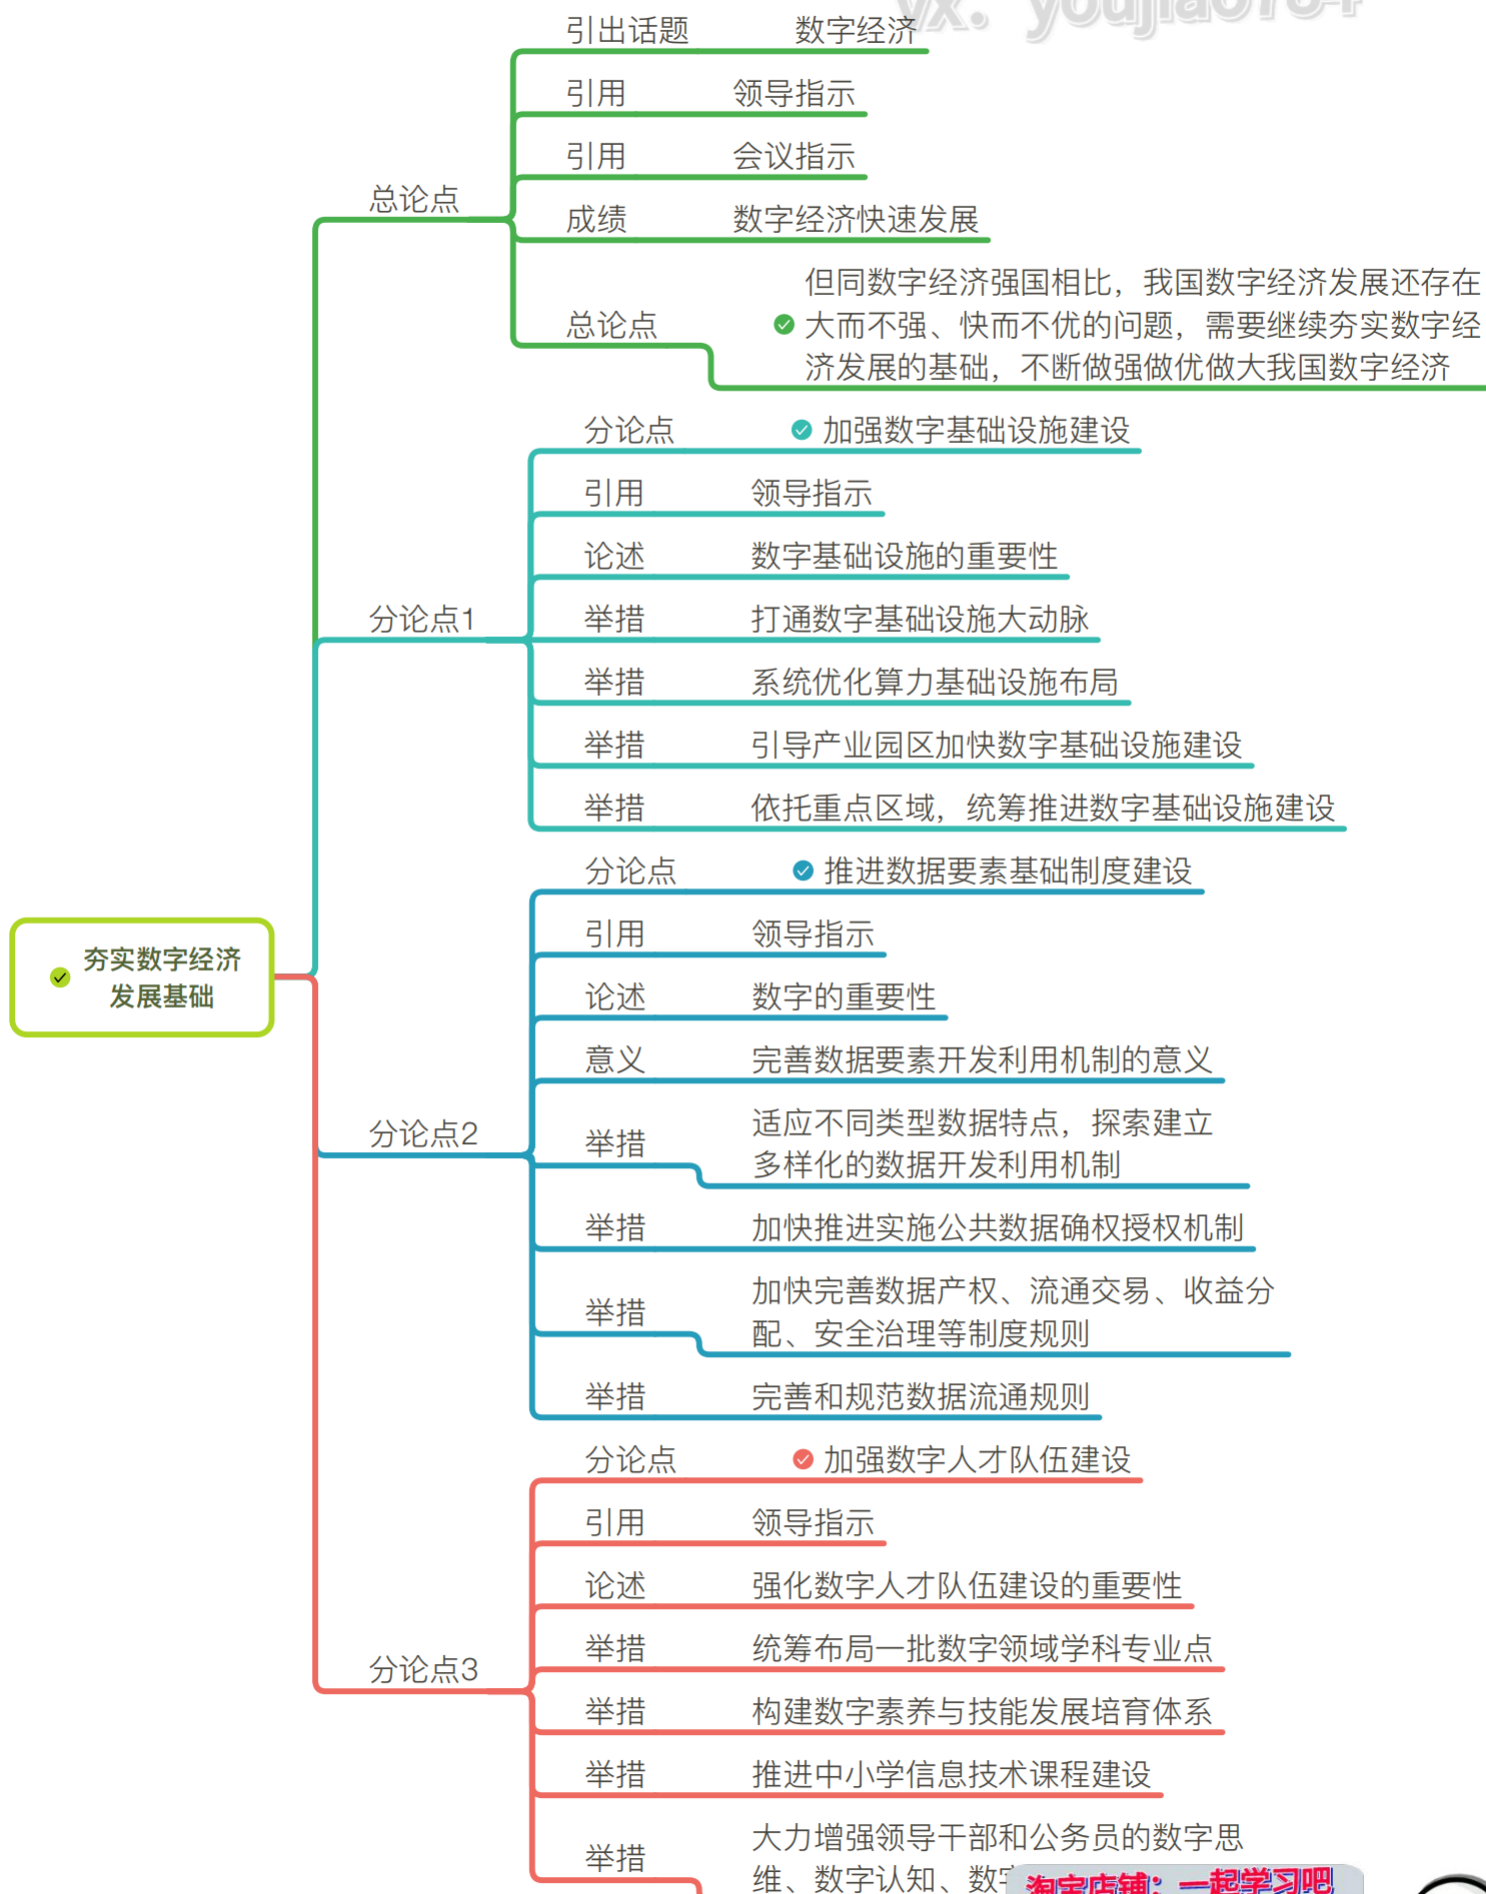 vx: youjiao784
引出话题 数字经济
引用 领导指示
引用 会议指示
总论点
成绩 数字经济快速发展
但同数字经济强国相比，我国数字经济发展还存在
总论点 大而不强、快而不优的问题，需要继续夯实数字经
济发展的基础，不断做强做优做大我国数字经济
分论点 加强数字基础设施建设
引用 领导指示
论述 数字基础设施的重要性
分论点1 举措 打通数字基础设施大动脉
举措 系统优化算力基础设施布局
举措 引导产业园区加快数字基础设施建设
举措 依托重点区域，统筹推进数字基础设施建设
分论点 推进数据要素基础制度建设
引用 领导指示
夯实数字经济
发展基础
论述 数字的重要性
意义 完善数据要素开发利用机制的意义
分论点2
举措 适应不同类型数据特点，探索建立
多样化的数据开发利用机制
举措 加快推进实施公共数据确权授权机制
举措 加快完善数据产权、流通交易、收益分
配、安全治理等制度规则
举措 完善和规范数据流通规则
分论点 加强数字人才队伍建设
引用 领导指示
论述 强化数字人才队伍建设的重要性
举措 统筹布局一批数字领域学科专业点
分论点3
举措 构建数字素养与技能发展培育体系
举措 推进中小学信息技术课程建设
举措 大力增强领导干部和公务员的数字思
维、数字认知、数字
淘宝店铺：一起学习吧